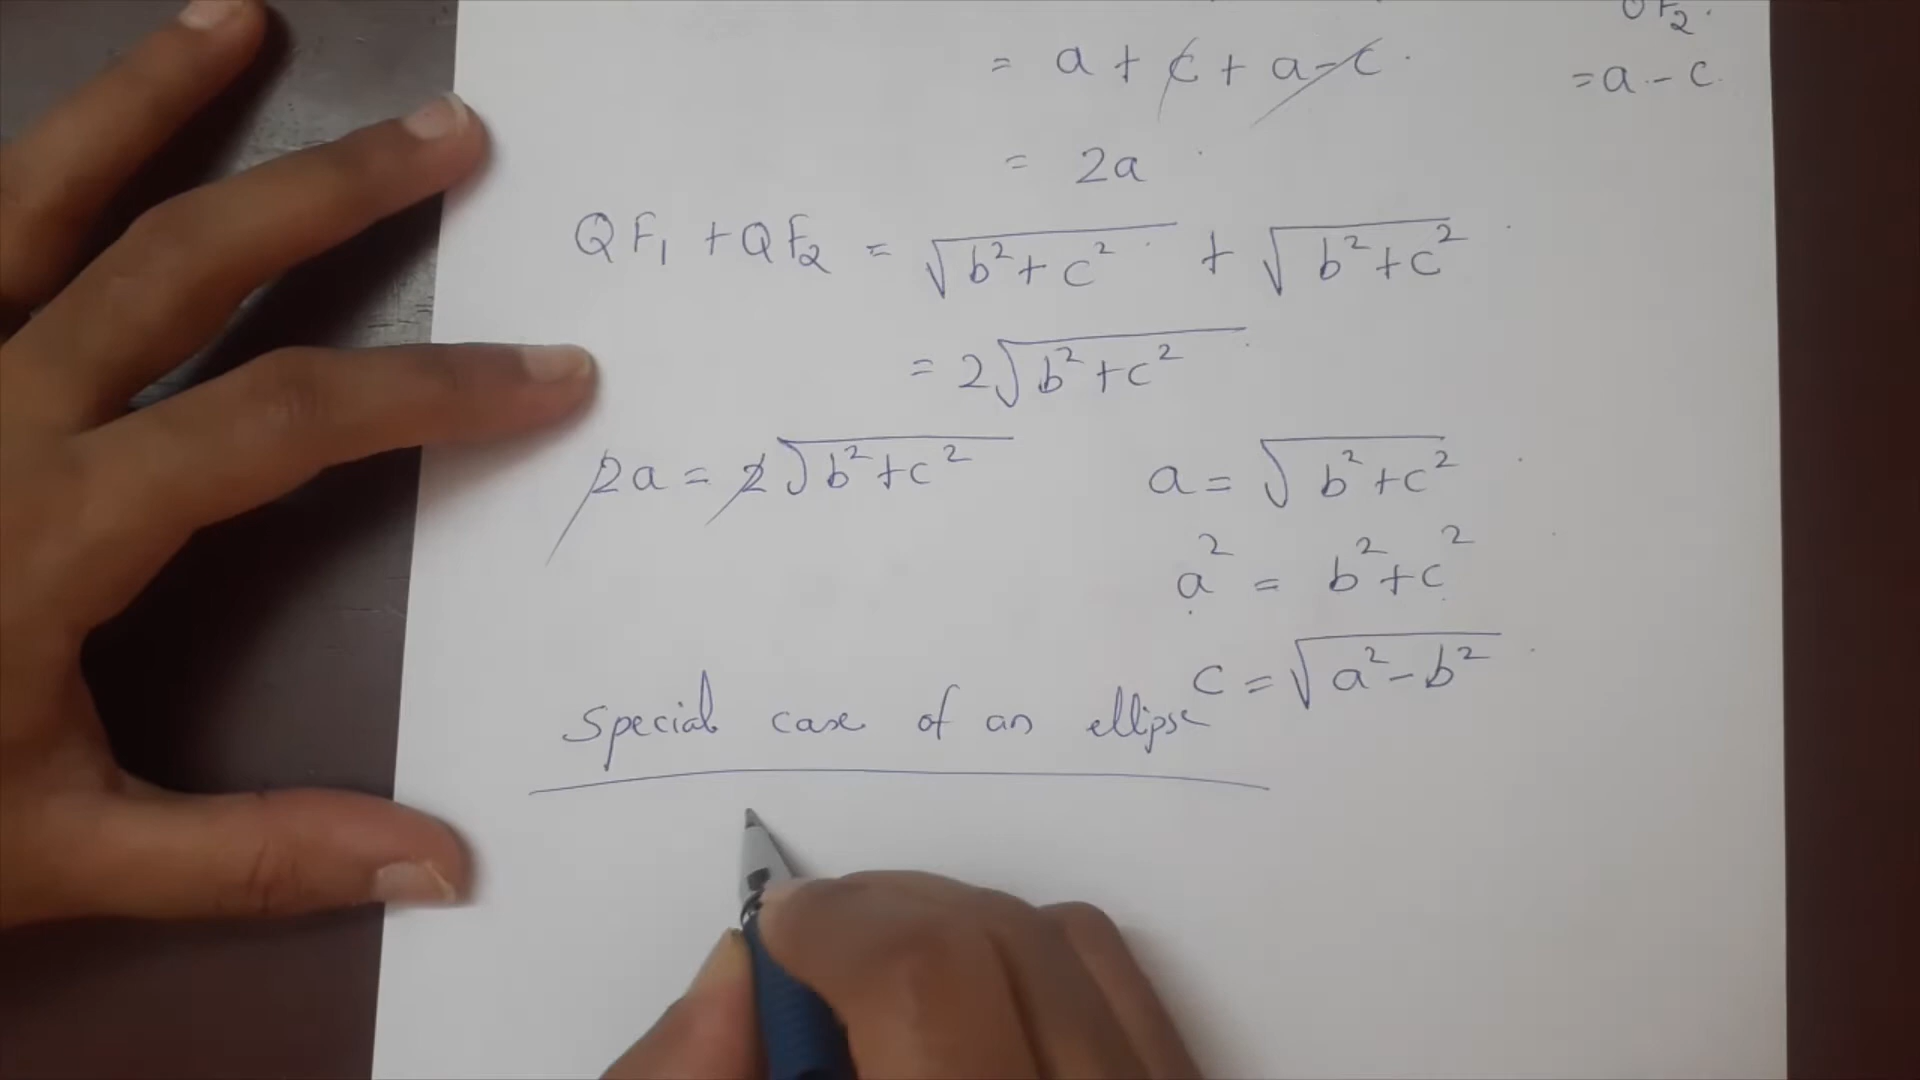 OF₂.
= a + c + a - c.
= a - c.
= 2a
QF₁ + QF₂ = √(b² + c²) + √(b² + c²)
= 2√(b² + c²)
2a = 2√(b² + c²)
a = √(b² + c²)
a² = b² + c²
c = √(a² - b²)
Special case of an ellipse